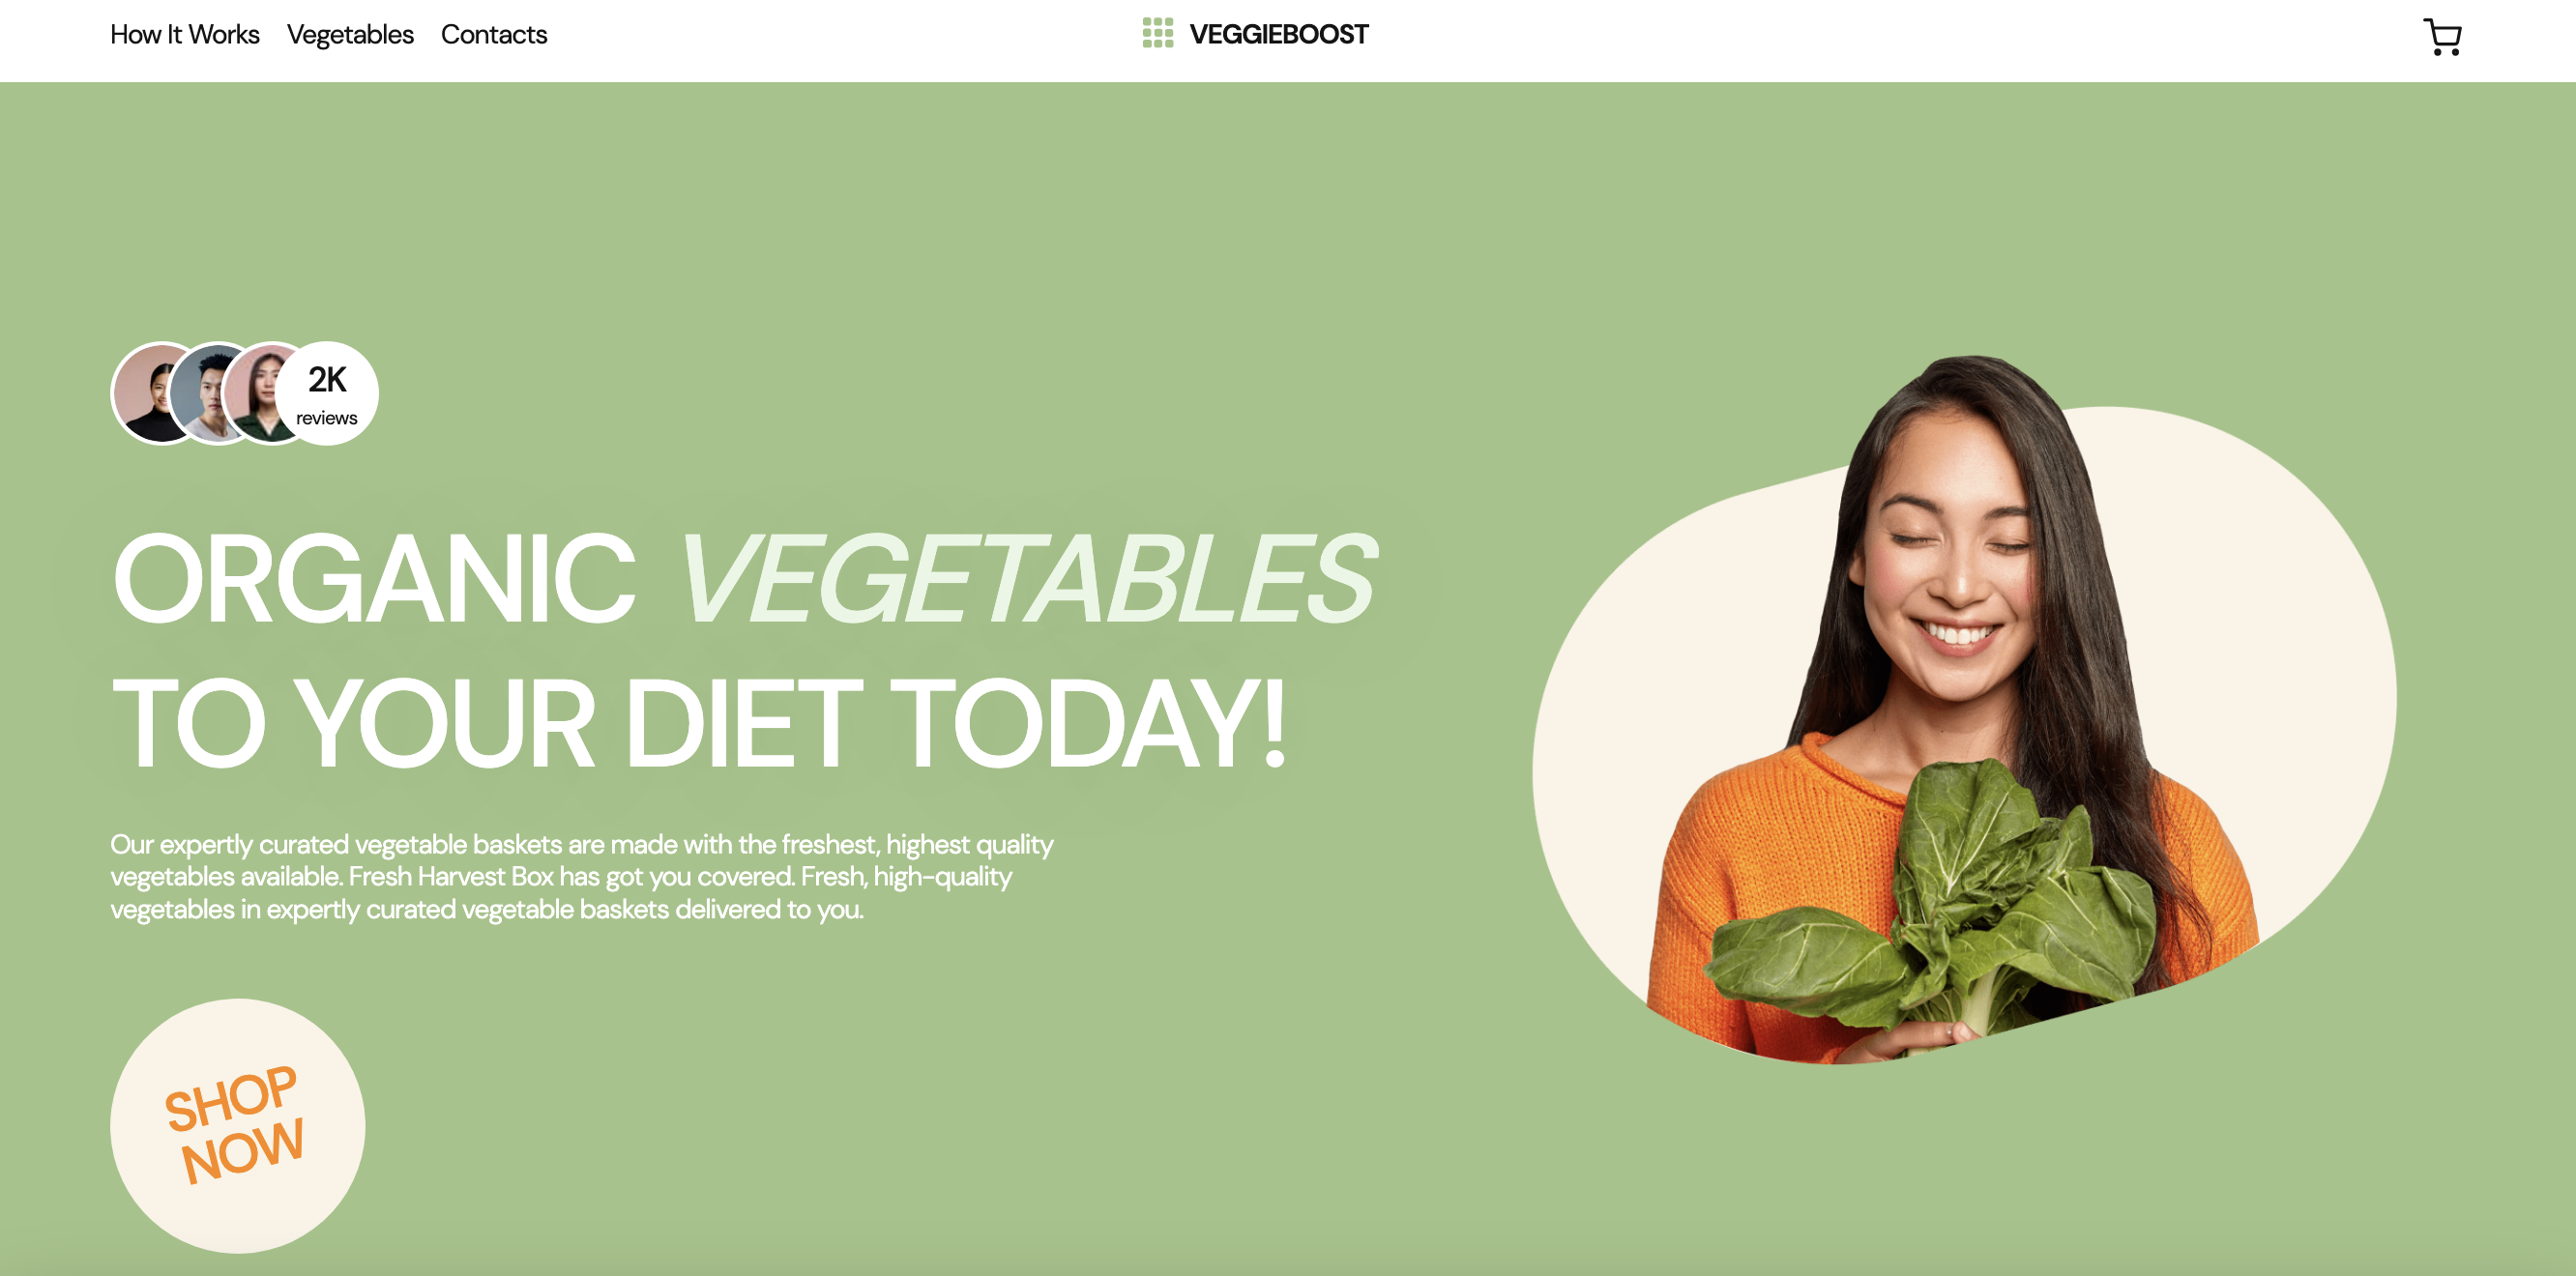 How It Works Vegetables Contacts VEGGIEBOOST
2K
reviews
ORGANIC VEGETABLES
TO YOUR DIET TODAY!
Our expertly curated vegetable baskets are made with the freshest, highest quality
vegetables available. Fresh Harvest Box has got you covered. Fresh, high-quality
vegetables in expertly curated vegetable baskets delivered to you.
SHOP
NOW